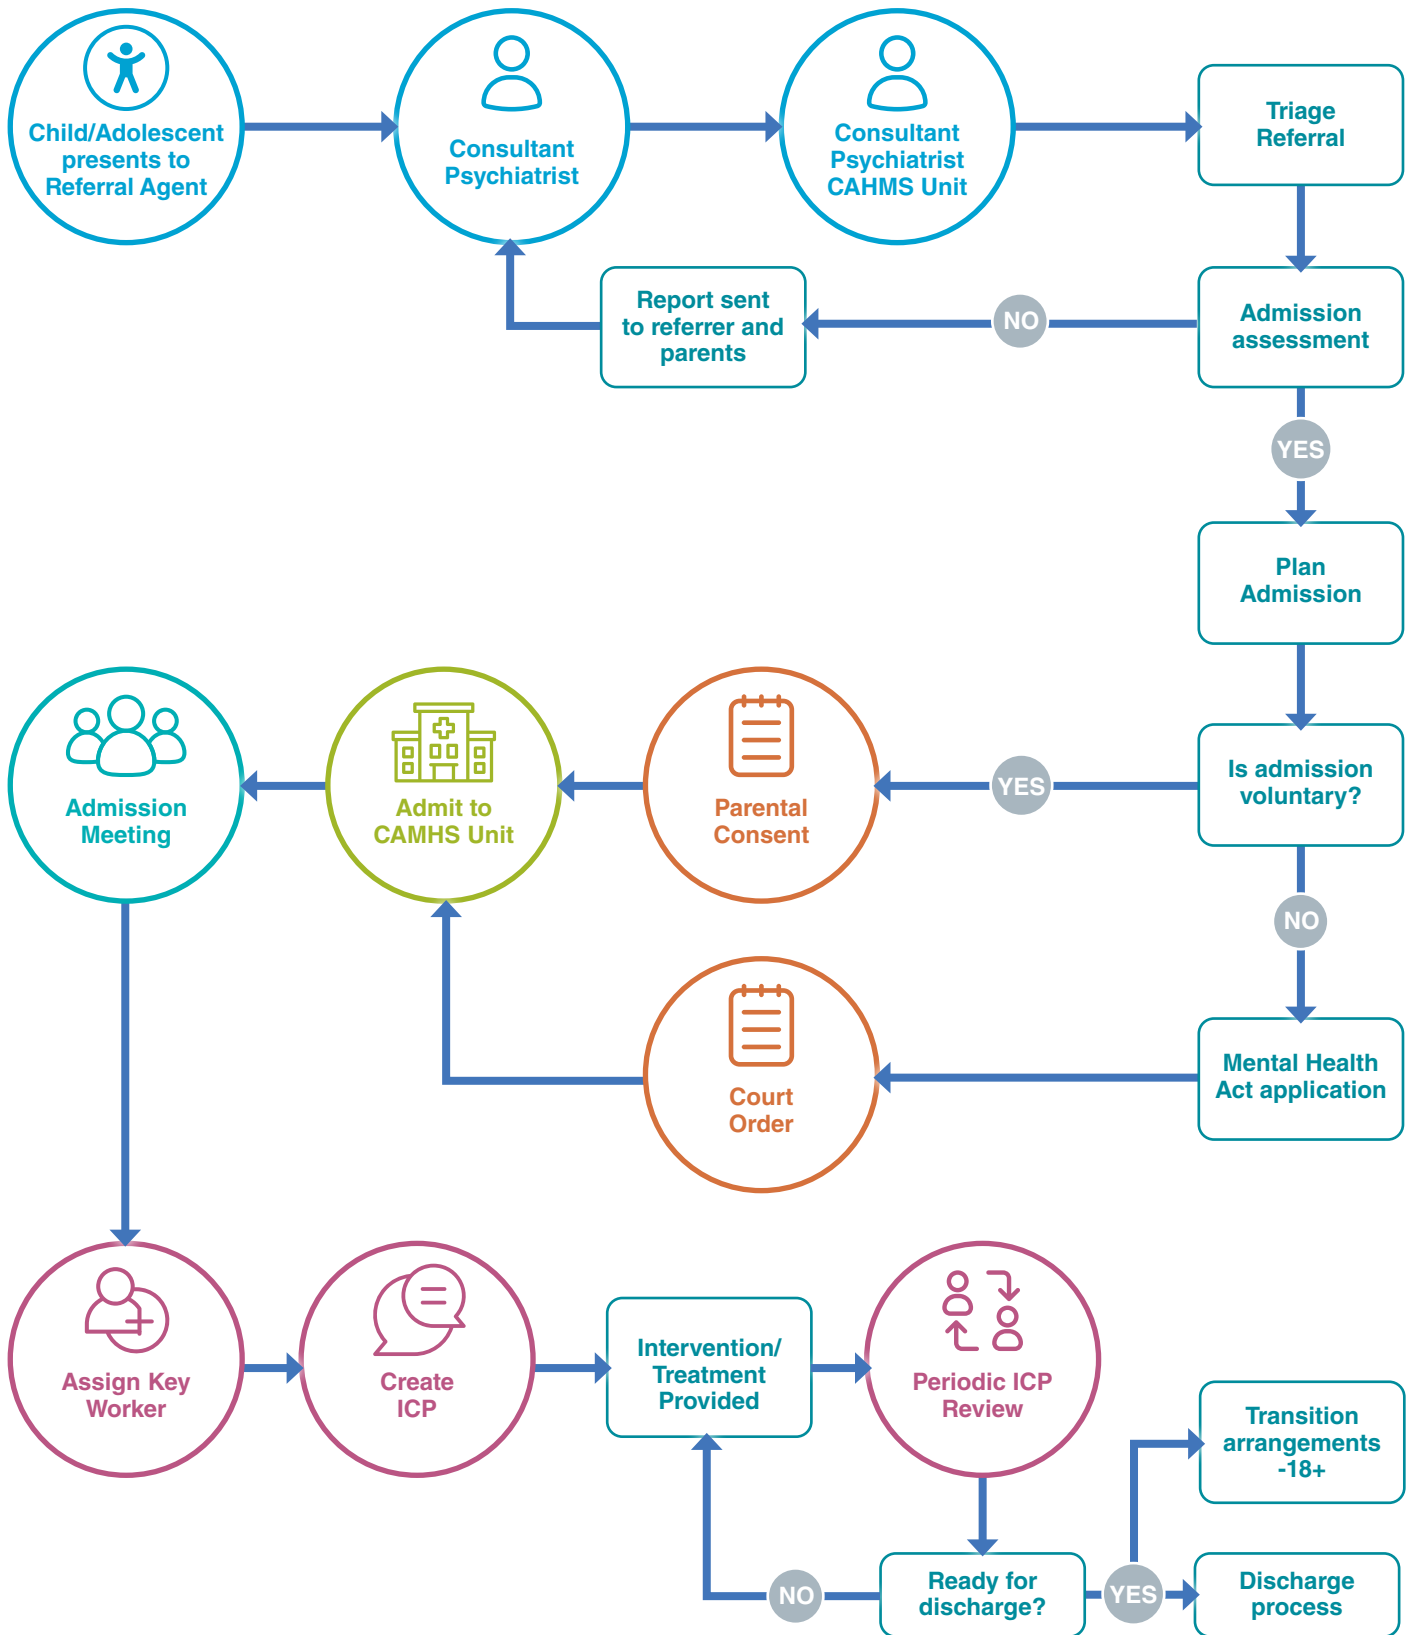 Child/Adolescent
presents to
Referral Agent
Consultant
Psychiatrist
Consultant
Psychiatrist
CAHMS Unit
Triage
Referral
Report sent
to referrer and
parents
NO
Admission
assessment
YES
Plan
Admission
Admission
Meeting
Admit to
CAMHS Unit
Parental
Consent
YES
Is admission
voluntary?
NO
Court
Order
Mental Health
Act application
Assign Key
Worker
Create
ICP
Intervention/
Treatment
Provided
Periodic ICP
Review
Transition
arrangements
-18+
NO
Ready for
discharge?
YES
Discharge
process